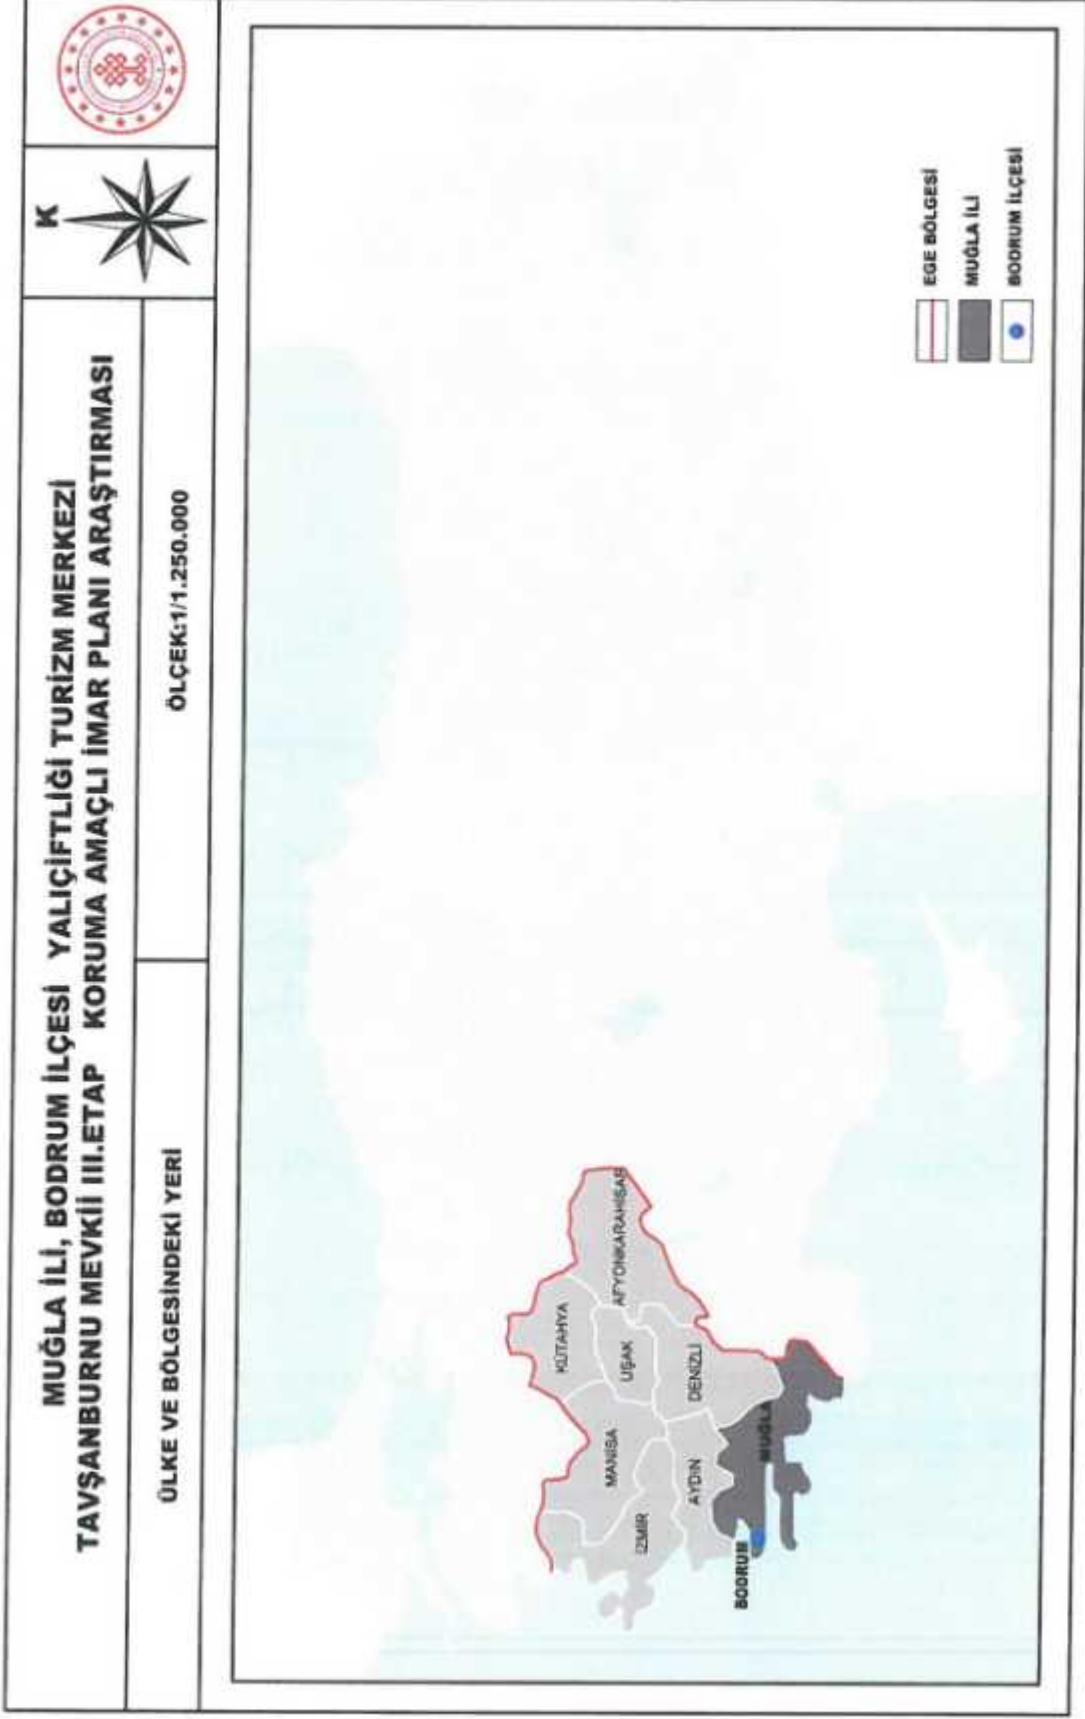 MUĞLA İLİ, BODRUM İLÇESİ YALIÇİFTLİĞİ TURİZM MERKEZİ
TAVŞANBURNU MEVKİİ III.ETAP KORUMA AMAÇLI İMAR PLANI ARAŞTIRMASI
K
ÜLKE VE BÖLGESİNDEKİ YERİ
ÖLÇEK:1/1.250.000
KÜTAHYA
AFYONKARAHİSAR
UŞAK
MANİSA
DENİZLİ
İZMİR
AYDIN
MUĞLA
BODRUM
EGE BÖLGESİ
MUĞLA İLİ
BODRUM İLÇESİ